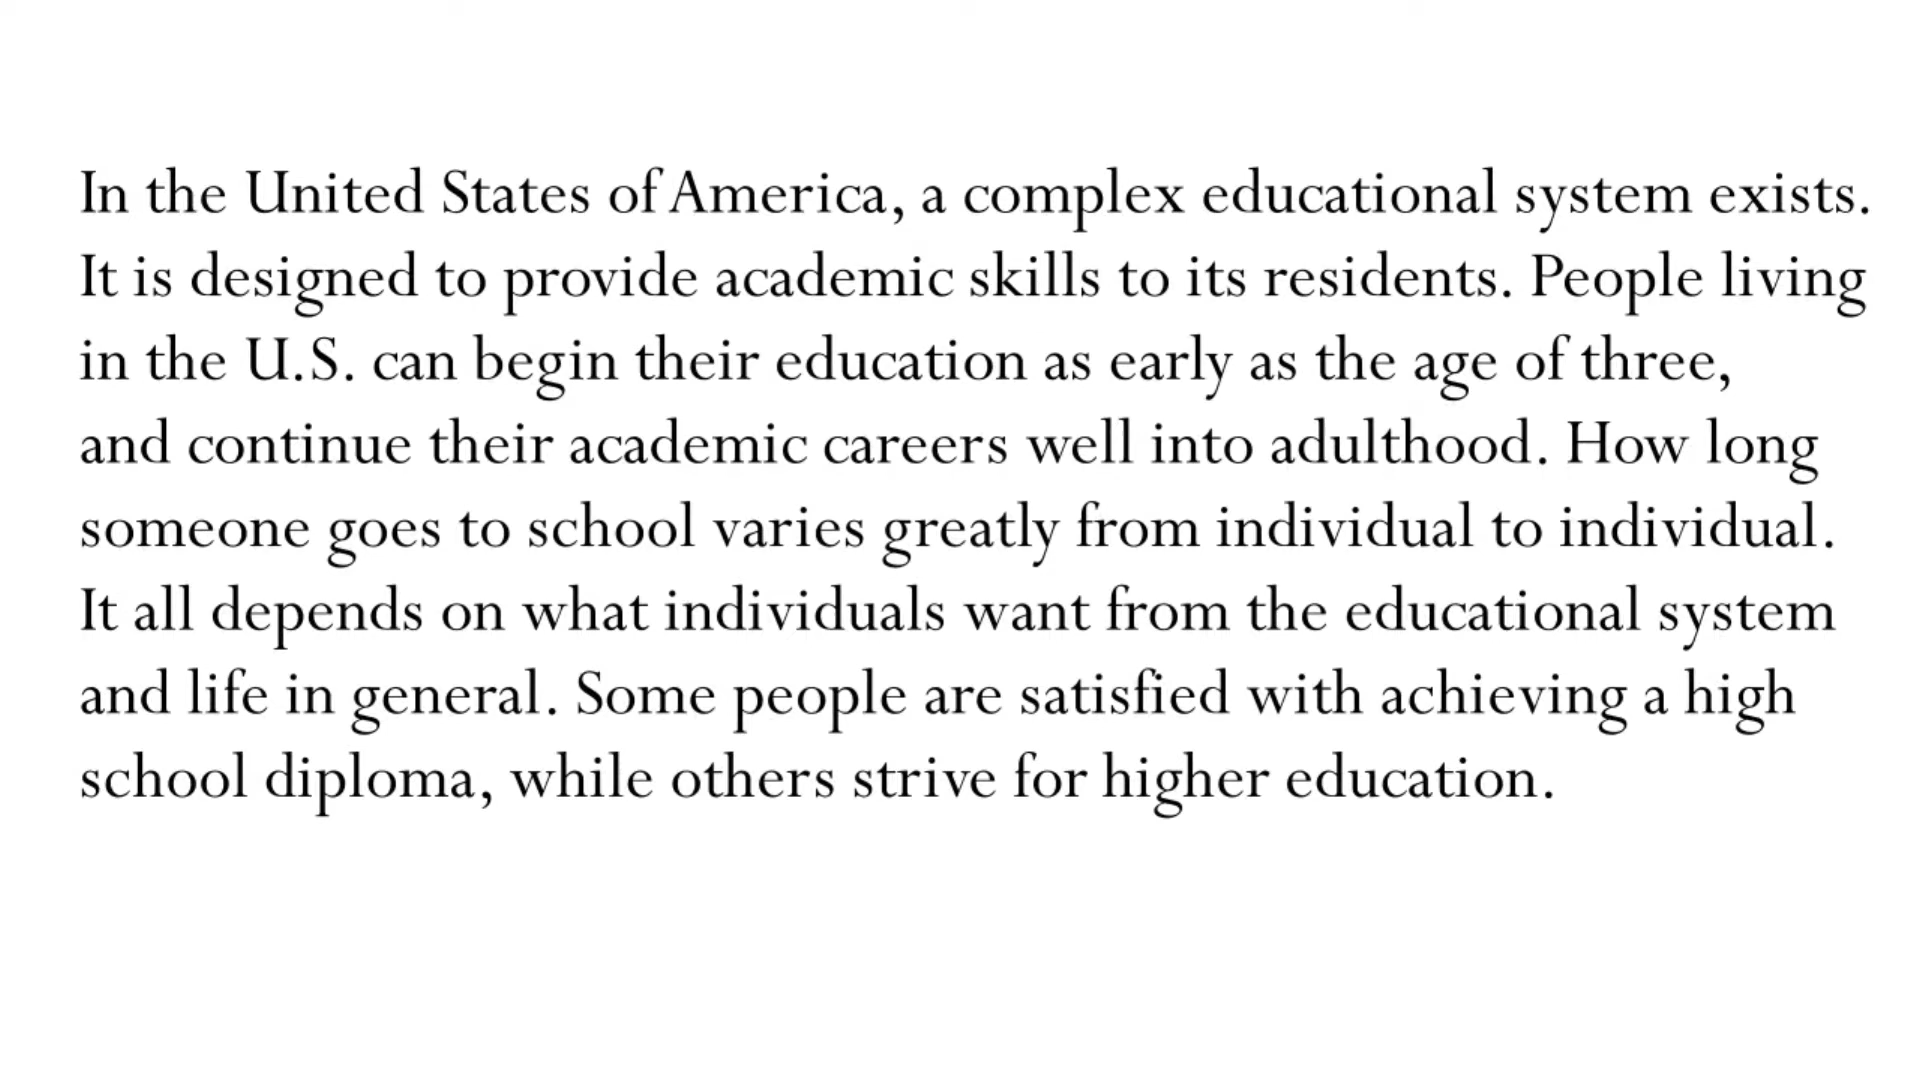 In the United States of America, a complex educational system exists.
It is designed to provide academic skills to its residents. People living
in the U.S. can begin their education as early as the age of three,
and continue their academic careers well into adulthood. How long
someone goes to school varies greatly from individual to individual.
It all depends on what individuals want from the educational system
and life in general. Some people are satisfied with achieving a high
school diploma, while others strive for higher education.